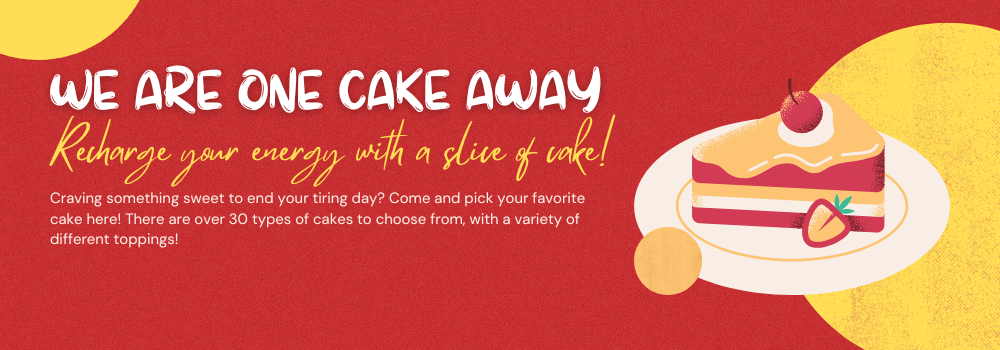 WE ARE ONE CAKE AWAY
Recharge your energy with a slice of cake!
Craving something sweet to end your tiring day? Come and pick your favorite
cake here! There are over 30 types of cakes to choose from, with a variety of
different toppings!